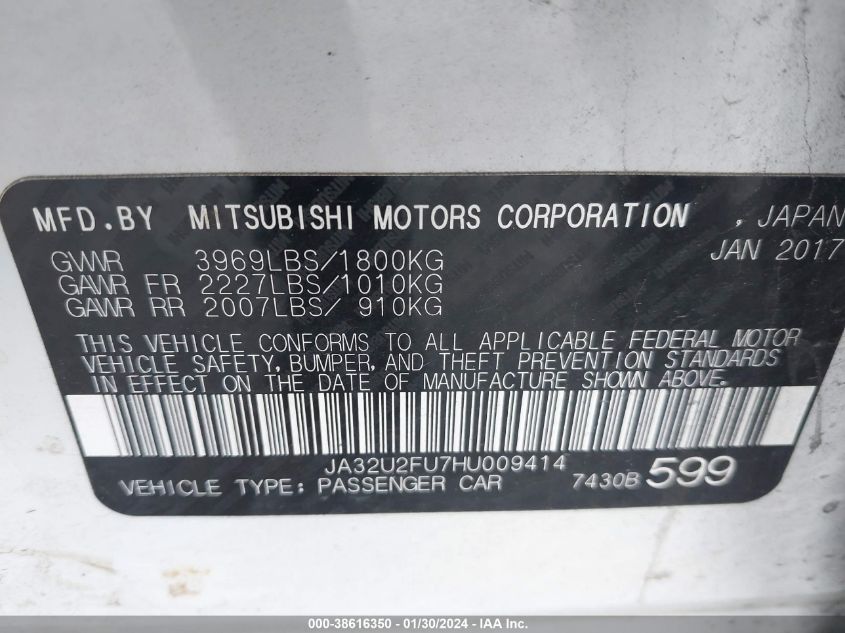 MFD.BY MITSUBISHI MOTORS CORPORATION , JAPAN
JAN 2017
GVWR 3969LBS/1800KG
GAWR FR 2227LBS/1010KG
GAWR RR 2007LBS/ 910KG
THIS VEHICLE CONFORMS TO ALL APPLICABLE FEDERAL MOTOR
VEHICLE SAFETY, BUMPER, AND THEFT PREVENTION STANDARDS
IN EFFECT ON THE DATE OF MANUFACTURE SHOWN ABOVE.
JA32U2FU7HU009414
VEHICLE TYPE: PASSENGER CAR 7430B 599
000-38616350 - 01/30/2024 - IAA Inc.